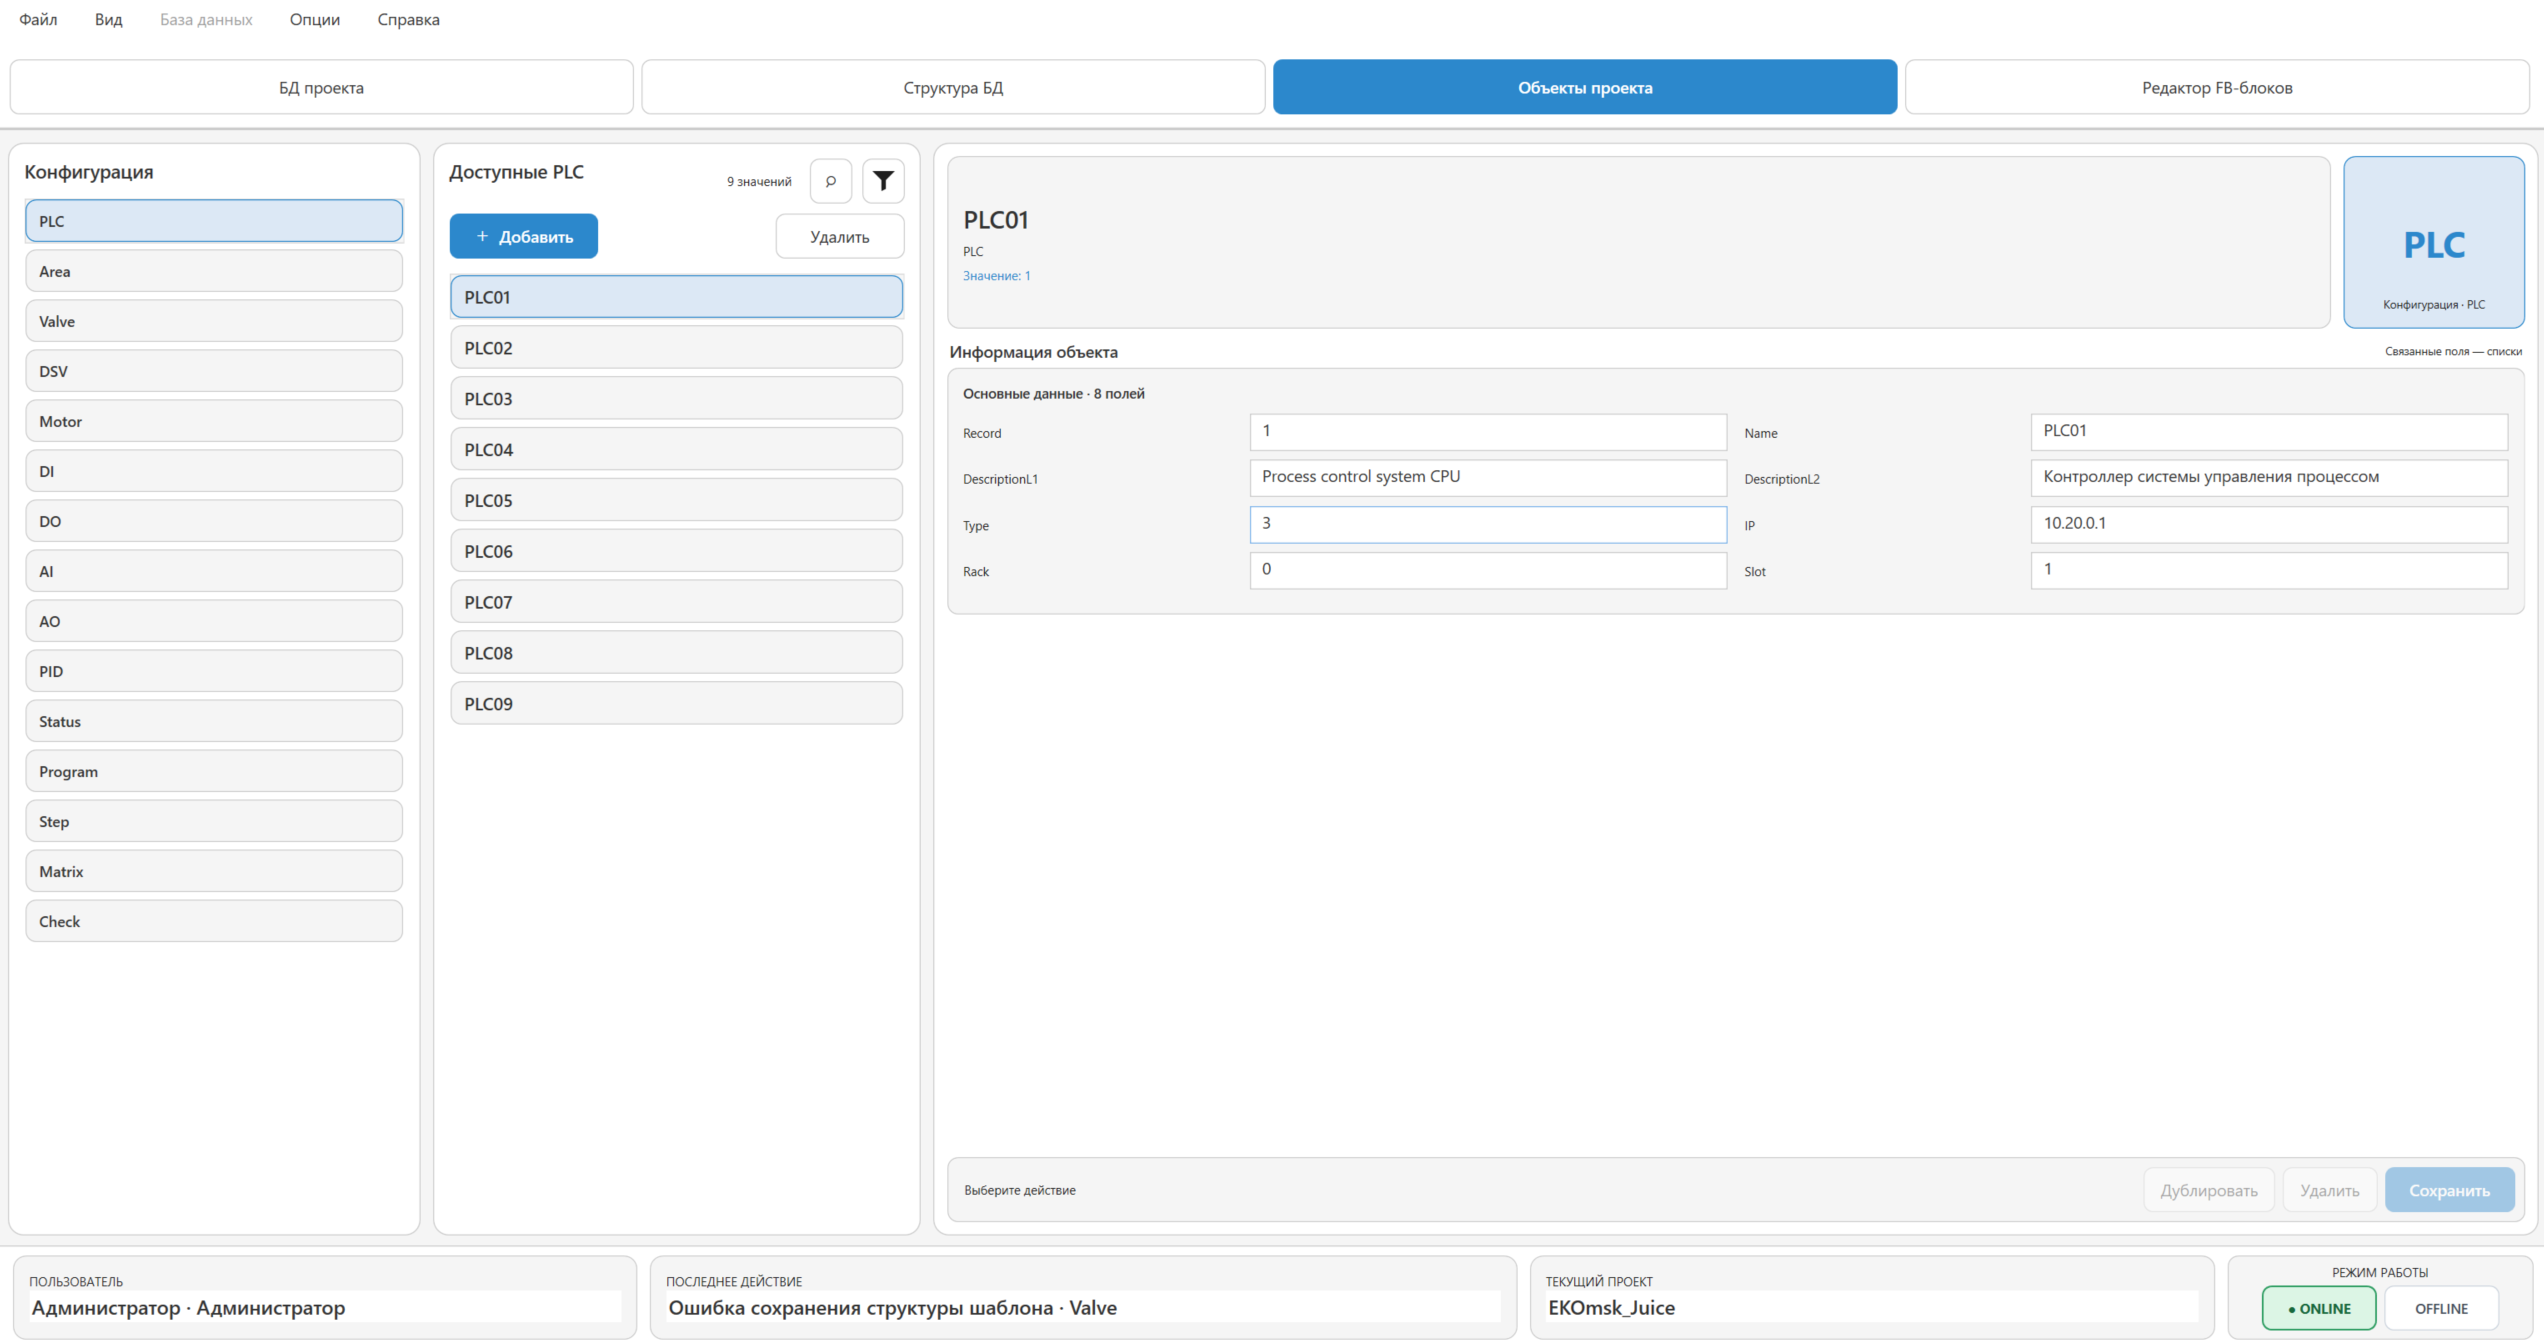 Файл Вид База данных Опции Справка
БД проекта Структура БД Объекты проекта Редактор FB-блоков
Конфигурация
PLC
Area
Valve
DSV
Motor
DI
DO
AI
AO
PID
Status
Program
Step
Matrix
Check
Доступные PLC 9 значений
+ Добавить Удалить
PLC01
PLC02
PLC03
PLC04
PLC05
PLC06
PLC07
PLC08
PLC09
PLC01
PLC
Значение: 1
PLC
Конфигурация · PLC
Информация объекта Связанные поля — списки
Основные данные · 8 полей
Record 1 Name PLC01
DescriptionL1 Process control system CPU DescriptionL2 Контроллер системы управления процессом
Type 3 IP 10.20.0.1
Rack 0 Slot 1
Выберите действие Дублировать Удалить Сохранить
ПОЛЬЗОВАТЕЛЬ
Администратор · Администратор
ПОСЛЕДНЕЕ ДЕЙСТВИЕ
Ошибка сохранения структуры шаблона · Valve
ТЕКУЩИЙ ПРОЕКТ
EKOmsk_Juice
РЕЖИМ РАБОТЫ
● ONLINE OFFLINE